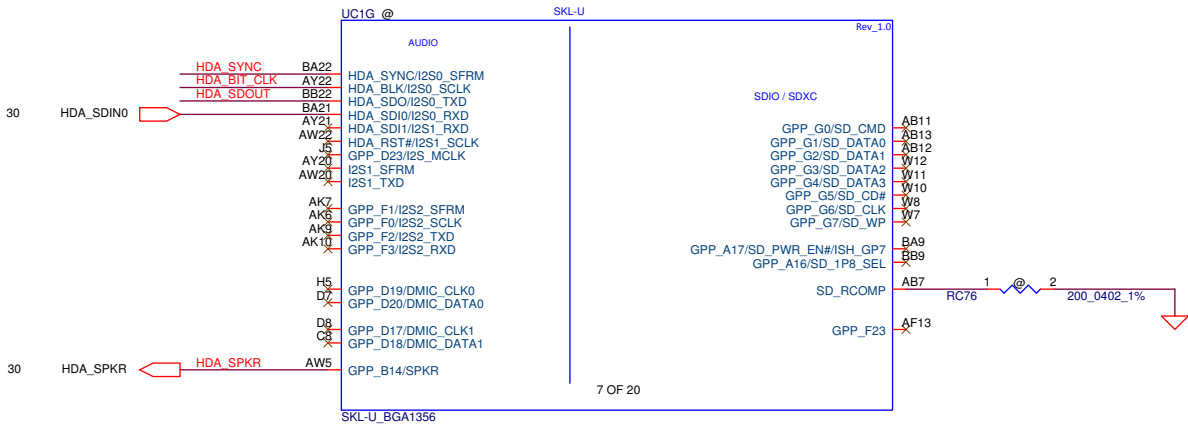 UC1G @ SKL-U
Rev_1.0
AUDIO
SDIO / SDXC
HDA_SYNC BA22 HDA_SYNC/I2S0_SFRM
HDA_BIT_CLK AY22 HDA_BLK/I2S0_SCLK
HDA_SDOUT BB22 HDA_SDO/I2S0_TXD
30 HDA_SDIN0 BA21 HDA_SDI0/I2S0_RXD
AY21 HDA_SDI1/I2S1_RXD
AW22 HDA_RST#/I2S1_SCLK
J5 GPP_D23/I2S_MCLK
AY20 I2S1_SFRM
AW20 I2S1_TXD
AK7 GPP_F1/I2S2_SFRM
AK6 GPP_F0/I2S2_SCLK
AK9 GPP_F2/I2S2_TXD
AK10 GPP_F3/I2S2_RXD
H5 GPP_D19/DMIC_CLK0
D7 GPP_D20/DMIC_DATA0
D8 GPP_D17/DMIC_CLK1
C8 GPP_D18/DMIC_DATA1
30 HDA_SPKR HDA_SPKR AW5 GPP_B14/SPKR
GPP_G0/SD_CMD AB11
GPP_G1/SD_DATA0 AB13
GPP_G2/SD_DATA1 AB12
GPP_G3/SD_DATA2 W12
GPP_G4/SD_DATA3 W11
GPP_G5/SD_CD# W10
GPP_G6/SD_CLK W8
GPP_G7/SD_WP W7
GPP_A17/SD_PWR_EN#/ISH_GP7 BA9
GPP_A16/SD_1P8_SEL BB9
SD_RCOMP AB7 RC76 1 @ 2 200_0402_1%
GPP_F23 AF13
7 OF 20
SKL-U_BGA1356